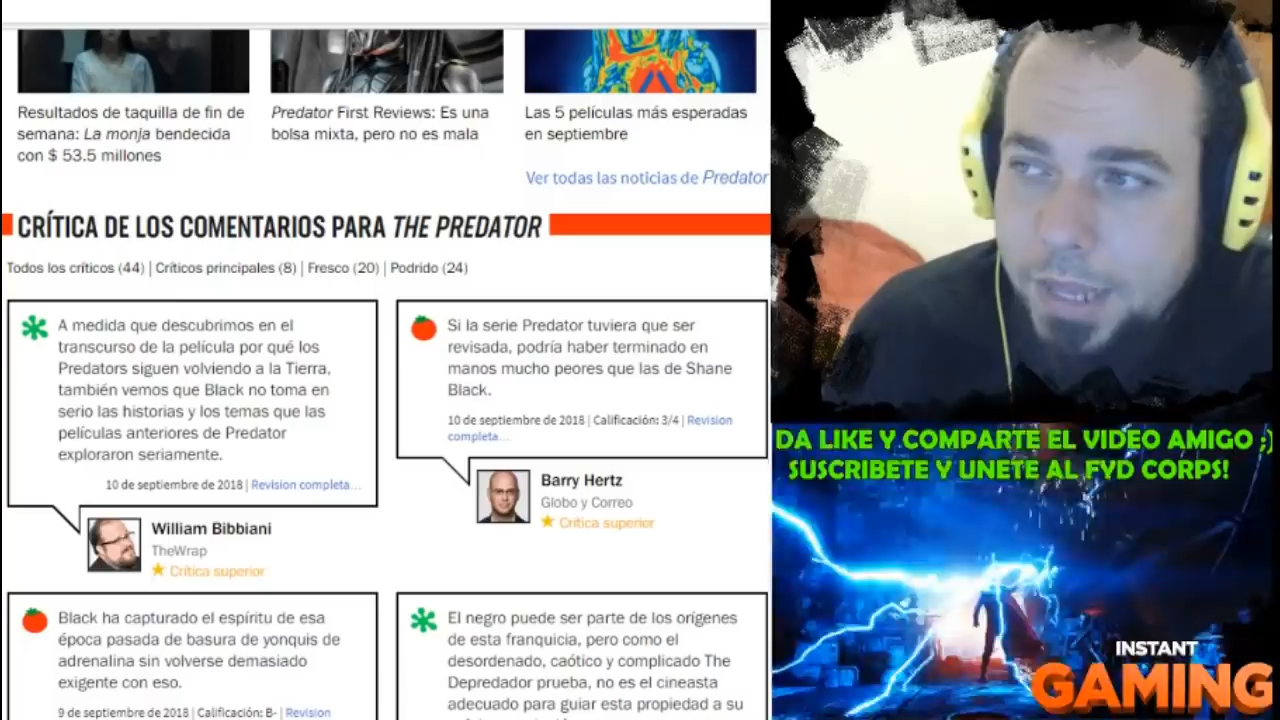 Resultados de taquilla de fin de
semana: La monja bendecida
con $ 53.5 millones
Predator First Reviews: Es una
bolsa mixta, pero no es mala
Las 5 películas más esperadas
en septiembre
Ver todas las noticias de Predator
CRÍTICA DE LOS COMENTARIOS PARA THE PREDATOR
Todos los críticos (44) | Críticos principales (8) | Fresco (20) | Podrido (24)
A medida que descubrimos en el
transcurso de la película por qué los
Predators siguen volviendo a la Tierra,
también vemos que Black no toma en
serio las historias y los temas que las
películas anteriores de Predator
exploraron seriamente.
10 de septiembre de 2018 | Revision completa...
William Bibbiani
TheWrap
Crítica superior
Si la serie Predator tuviera que ser
revisada, podría haber terminado en
manos mucho peores que las de Shane
Black.
10 de septiembre de 2018 | Calificación: 3/4 | Revision
completa...
Barry Hertz
Globo y Correo
Crítica superior
Black ha capturado el espíritu de esa
época pasada de basura de yonquis de
adrenalina sin volverse demasiado
exigente con eso.
9 de septiembre de 2018 | Calificación: B- | Revision
El negro puede ser parte de los orígenes
de esta franquicia, pero como el
desordenado, caótico y complicado The
Depredador prueba, no es el cineasta
adecuado para guiar esta propiedad a su
DA LIKE Y COMPARTE EL VIDEO AMIGO ;)
SUSCRIBETE Y UNETE AL FYD CORPS!
INSTANT
GAMING